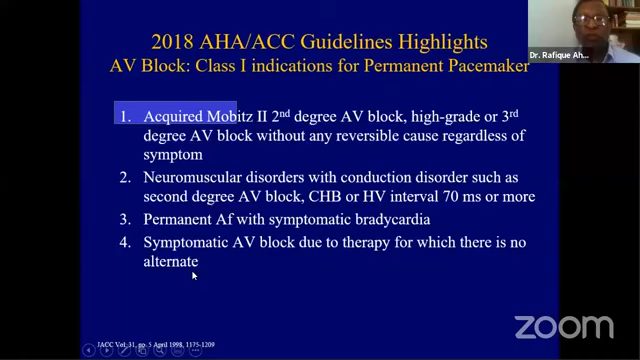 2018 AHA/ACC Guidelines Highlights
AV Block: Class I indications for Permanent Pacemaker
Dr. Rafique Ah...
1. Acquired Mobitz II 2nd degree AV block, high-grade or 3rd
degree AV block without any reversible cause regardless of
symptom
2. Neuromuscular disorders with conduction disorder such as
second degree AV block, CHB or HV interval 70 ms or more
3. Permanent Af with symptomatic bradycardia
4. Symptomatic AV block due to therapy for which there is no
alternate
JACC Vol. 31, no. 5 April 1998, 1175-1209
zoom